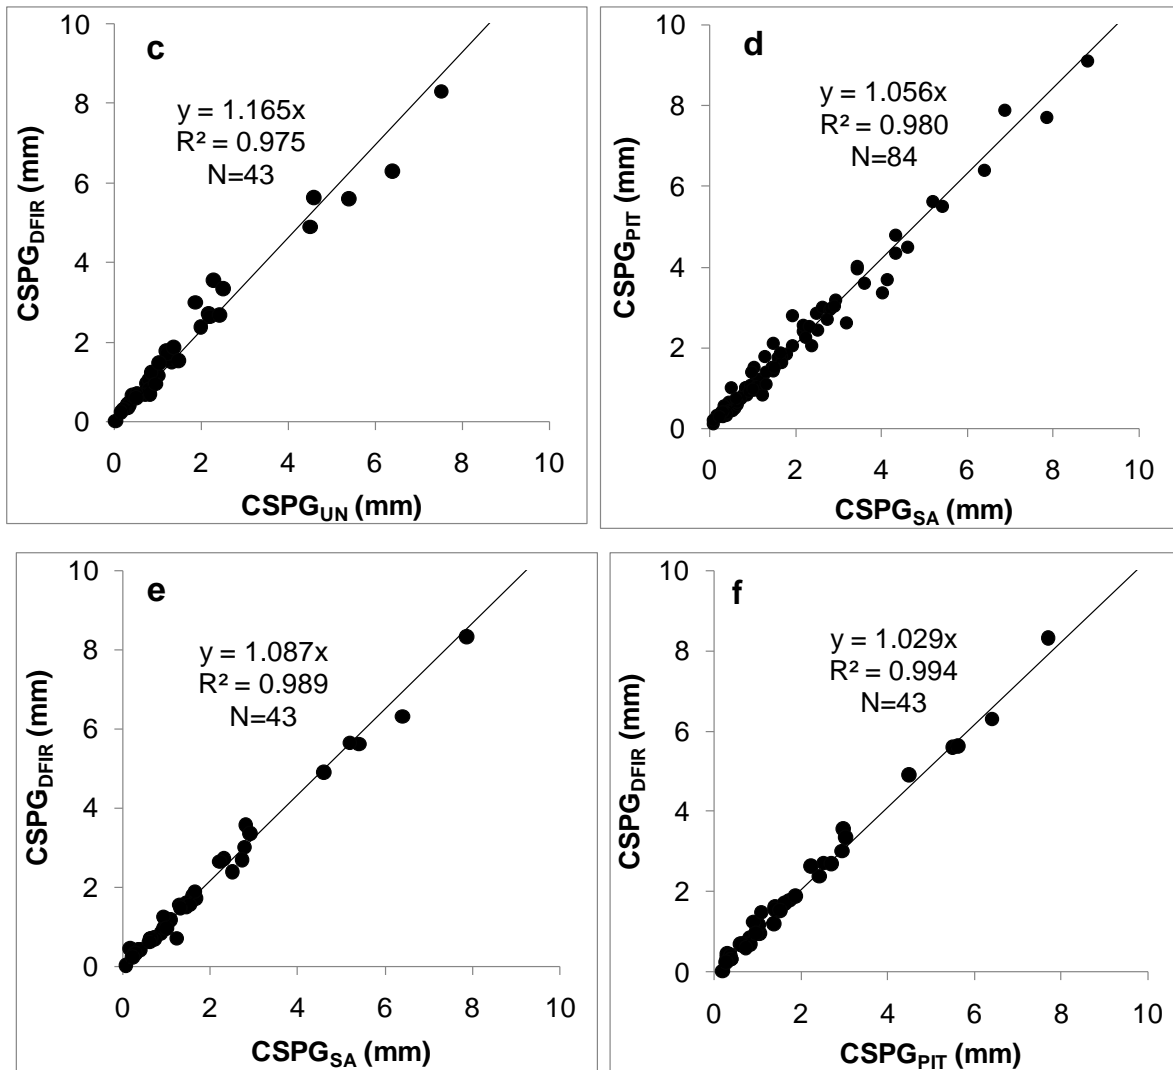 c
y = 1.165x
R² = 0.975
N=43
CSPG_DFIR (mm)
10
8
6
4
2
0
0 2 4 6 8 10
CSPG_UN (mm)
d
y = 1.056x
R² = 0.980
N=84
CSPG_PIT (mm)
10
8
6
4
2
0
0 2 4 6 8 10
CSPG_SA (mm)
e
y = 1.087x
R² = 0.989
N=43
CSPG_DFIR (mm)
10
8
6
4
2
0
0 2 4 6 8 10
CSPG_SA (mm)
f
y = 1.029x
R² = 0.994
N=43
CSPG_DFIR (mm)
10
8
6
4
2
0
0 2 4 6 8 10
CSPG_PIT (mm)